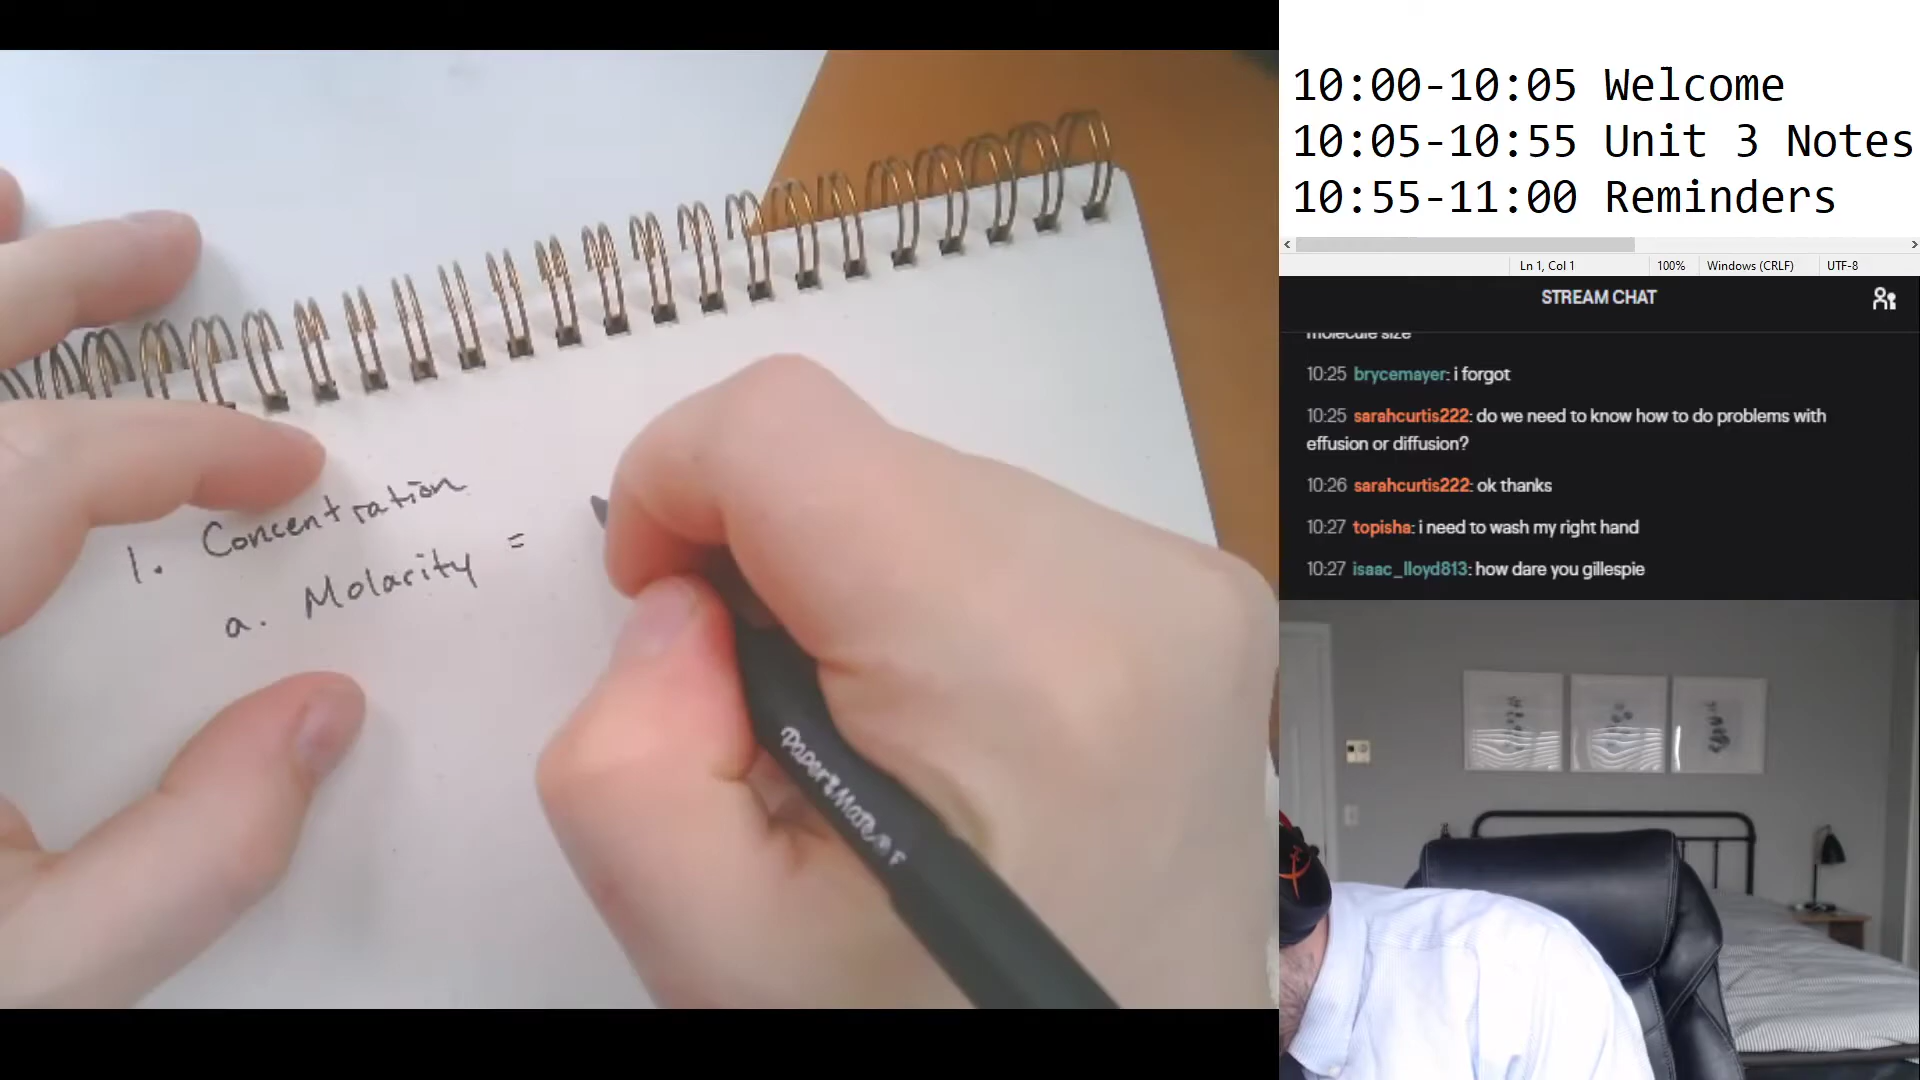 1. Concentration
a. Molarity =
PaperMate
F
10:00-10:05 Welcome
10:05-10:55 Unit 3 Notes
10:55-11:00 Reminders
Ln 1, Col 1
100%
Windows (CRLF)
UTF-8
STREAM CHAT
molecule size
10:25 brycemayer: i forgot
10:25 sarahcurtis222: do we need to know how to do problems with
effusion or diffusion?
10:26 sarahcurtis222: ok thanks
10:27 topisha: i need to wash my right hand
10:27 isaac_lloyd813: how dare you gillespie